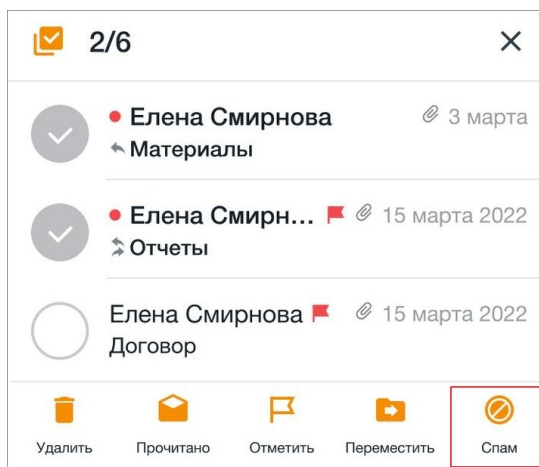 2/6
Елена Смирнова 3 марта
Материалы
Елена Смирн... 15 марта 2022
Отчеты
Елена Смирнова 15 марта 2022
Договор
Удалить Прочитано Отметить Переместить Спам